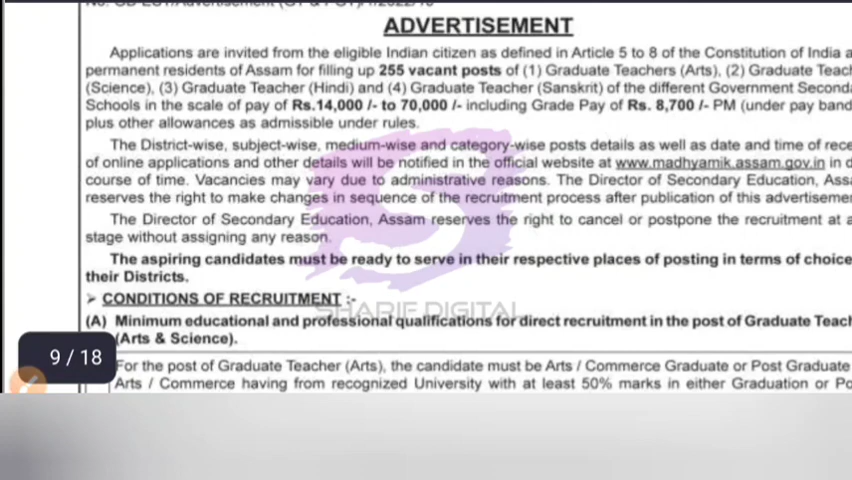 ADVERTISEMENT
Applications are invited from the eligible Indian citizen as defined in Article 5 to 8 of the Constitution of India a
permanent residents of Assam for filling up 255 vacant posts of (1) Graduate Teachers (Arts), (2) Graduate Teach
(Science), (3) Graduate Teacher (Hindi) and (4) Graduate Teacher (Sanskrit) of the different Government Seconda
Schools in the scale of pay of Rs.14,000 /- to 70,000 /- including Grade Pay of Rs. 8,700 /- PM (under pay band
plus other allowances as admissible under rules.
The District-wise, subject-wise, medium-wise and category-wise posts details as well as date and time of rece
of online applications and other details will be notified in the official website at www.madhyamik.assam.gov.in in d
course of time. Vacancies may vary due to administrative reasons. The Director of Secondary Education, Assa
reserves the right to make changes in sequence of the recruitment process after publication of this advertisemen
The Director of Secondary Education, Assam reserves the right to cancel or postpone the recruitment at a
stage without assigning any reason.
The aspiring candidates must be ready to serve in their respective places of posting in terms of choice
their Districts.
➢ CONDITIONS OF RECRUITMENT :-
SHARIF DIGITAL
(A) Minimum educational and professional qualifications for direct recruitment in the post of Graduate Teach
(Arts & Science).
9 / 18
For the post of Graduate Teacher (Arts), the candidate must be Arts / Commerce Graduate or Post Graduate
Arts / Commerce having from recognized University with at least 50% marks in either Graduation or Po